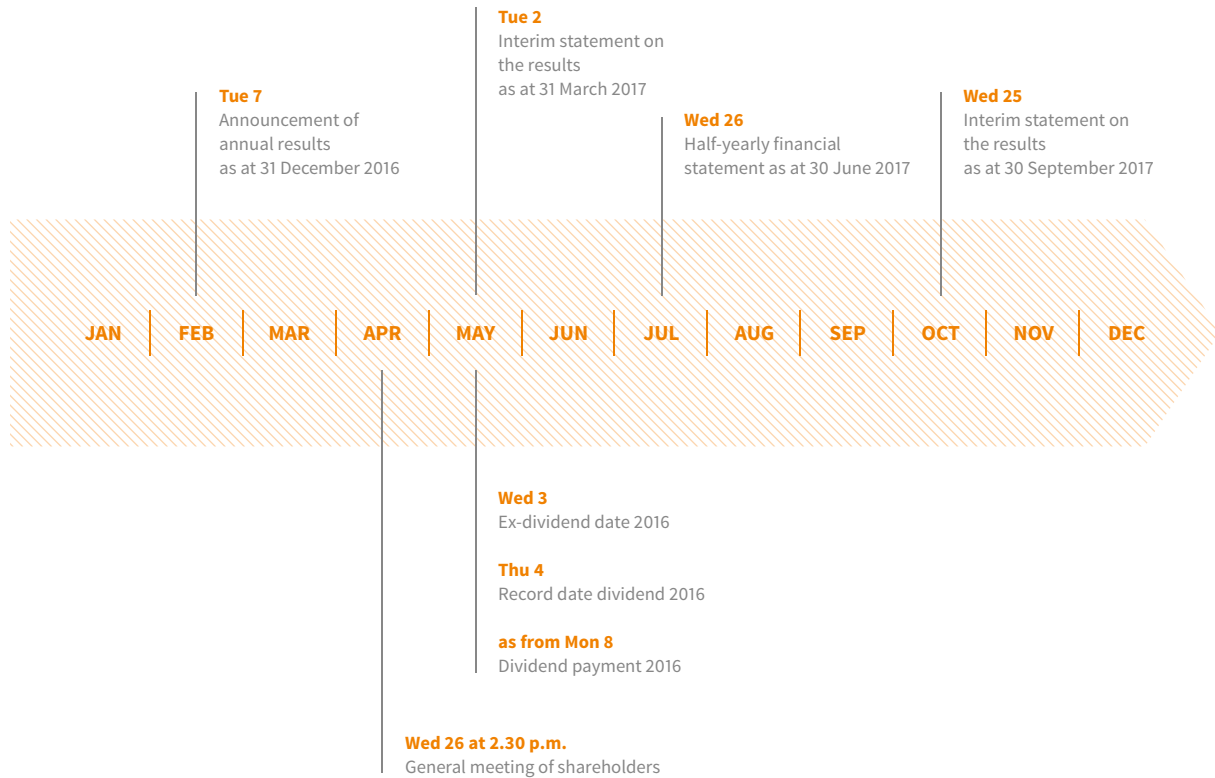 Tue 2
Interim statement on
the results
as at 31 March 2017
Tue 7
Announcement of
annual results
as at 31 December 2016
Wed 26
Half-yearly financial
statement as at 30 June 2017
Wed 25
Interim statement on
the results
as at 30 September 2017
JAN FEB MAR APR MAY JUN JUL AUG SEP OCT NOV DEC
Wed 3
Ex-dividend date 2016
Thu 4
Record date dividend 2016
as from Mon 8
Dividend payment 2016
Wed 26 at 2.30 p.m.
General meeting of shareholders